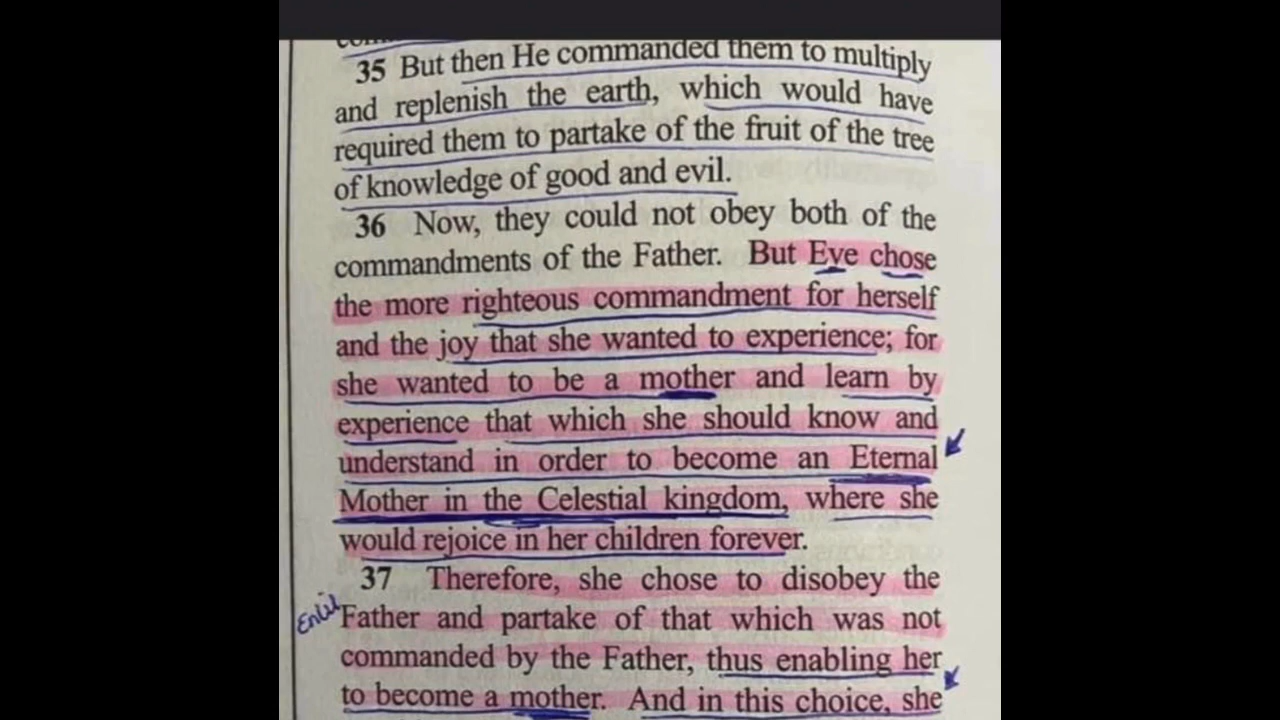 35 But then He commanded them to multiply
and replenish the earth, which would have
required them to partake of the fruit of the tree
of knowledge of good and evil.
36 Now, they could not obey both of the
commandments of the Father. But Eve chose
the more righteous commandment for herself
and the joy that she wanted to experience; for
she wanted to be a mother and learn by
experience that which she should know and
understand in order to become an Eternal
Mother in the Celestial kingdom, where she
would rejoice in her children forever.
37 Therefore, she chose to disobey the
Enlil
Father and partake of that which was not
commanded by the Father, thus enabling her
to become a mother. And in this choice, she